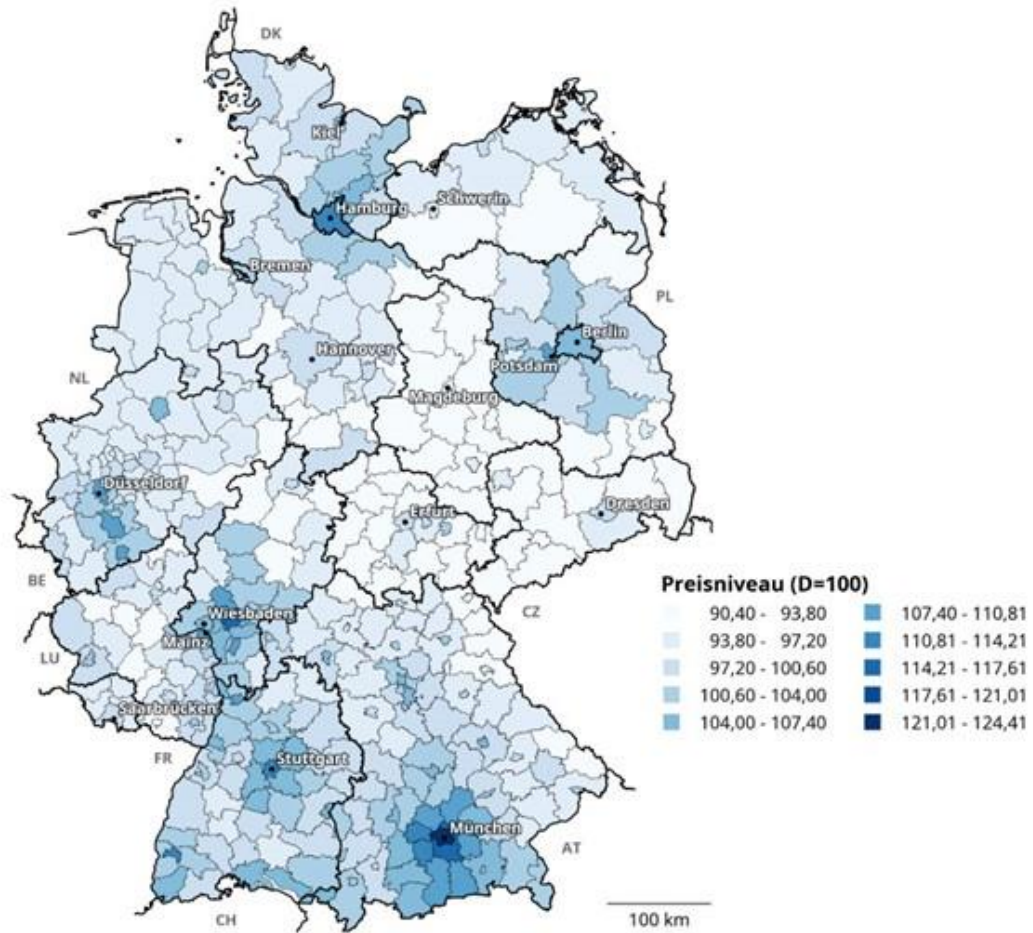 DK
Kiel
Schwerin
Hamburg
Bremen
PL
Berlin
Hannover
Potsdam
NL
Magdeburg
Düsseldorf
Dresden
Erfurt
BE
Preisniveau (D=100)
90,40 - 93,80
93,80 - 97,20
97,20 - 100,60
100,60 - 104,00
104,00 - 107,40
107,40 - 110,81
110,81 - 114,21
114,21 - 117,61
117,61 - 121,01
121,01 - 124,41
CZ
Wiesbaden
Mainz
LU
Saarbrücken
FR
Stuttgart
München
AT
CH
100 km